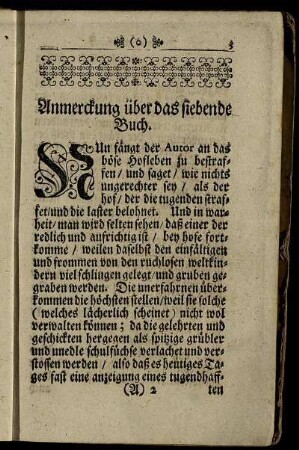 (o) 3
Anmerckung über das siebende
Buch.
NUn fängt der Autor an das
böse Hofleben zu bestraf-
fen / und saget / wie nichts
ungerechter sey / als der
hof / der die tugenden straf-
fet / und die laster belohnet. Und in war-
heit / man wird selten sehen / daß einer der
redlich und aufrichtig ist / bey hofe fort-
komme / weilen daselbst den einfältigen
und frommen von den ruchlosen weltkin-
dern viel schlingen gelegt / und gruben ge-
graben werden. Die unerfahrnen über-
kommen die höchsten stellen / weil sie solche
(welches lächerlich scheinet) nicht wol
verwalten können; da die gelehrten und
geschickten hergegen als spitzige grübler
und unedle schulfüchse verlachet und ver-
stossen werden / also daß es heutiges Ta-
ges fast eine anzeigung eines tugendhaff-
(A) 2 ten